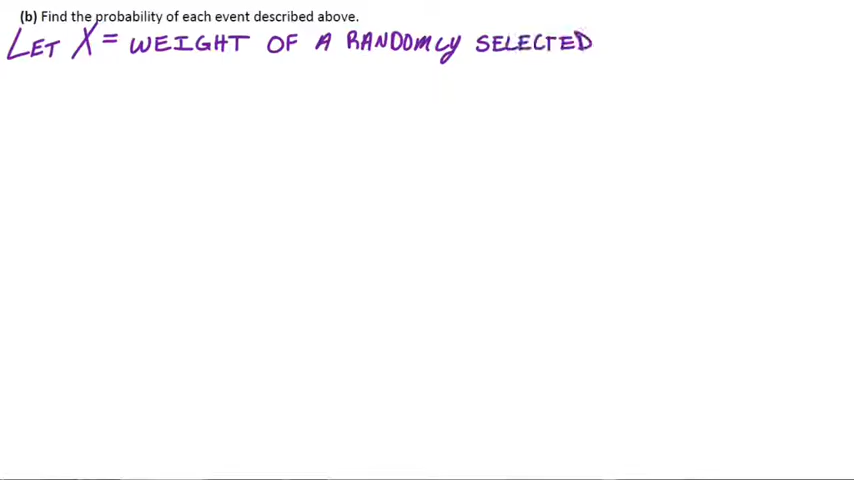 (b) Find the probability of each event described above.
LET X = WEIGHT OF A RANDOMLY SELECTED